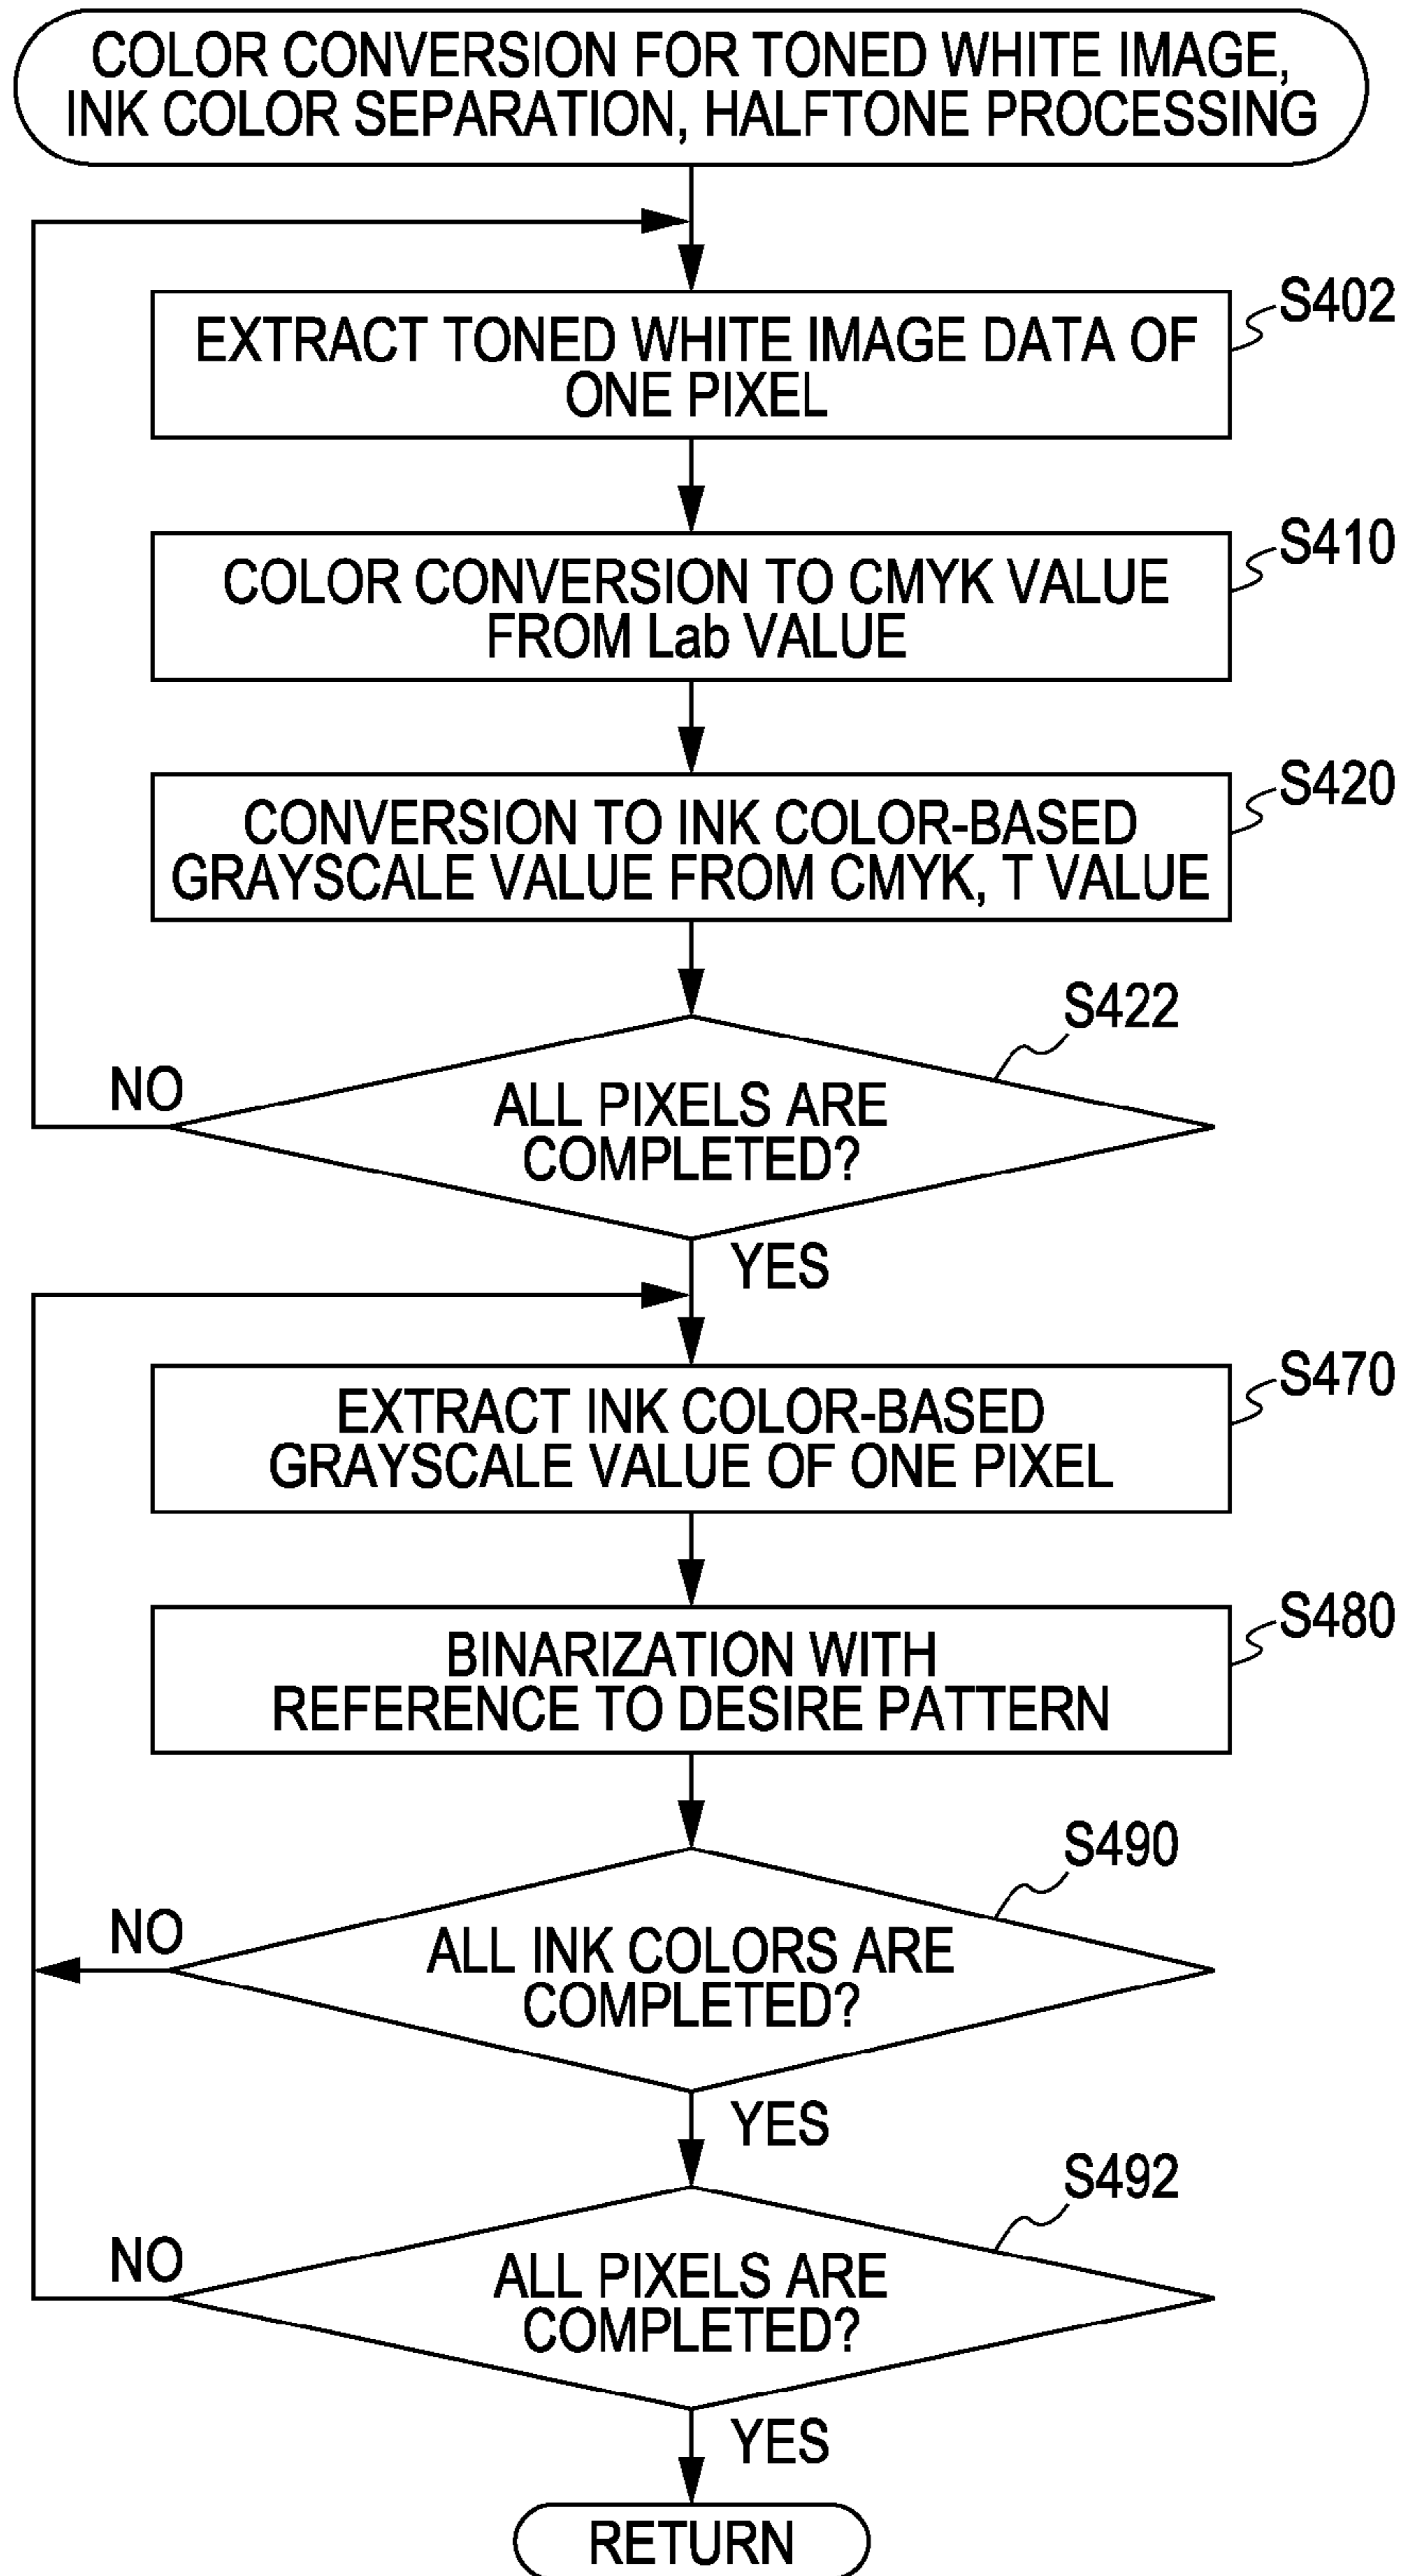 COLOR CONVERSION FOR TONED WHITE IMAGE,
INK COLOR SEPARATION, HALFTONE PROCESSING
S402
EXTRACT TONED WHITE IMAGE DATA OF
ONE PIXEL
S410
COLOR CONVERSION TO CMYK VALUE
FROM Lab VALUE
S420
CONVERSION TO INK COLOR-BASED
GRAYSCALE VALUE FROM CMYK, T VALUE
S422
NO
ALL PIXELS ARE
COMPLETED?
YES
S470
EXTRACT INK COLOR-BASED
GRAYSCALE VALUE OF ONE PIXEL
S480
BINARIZATION WITH
REFERENCE TO DESIRE PATTERN
S490
NO
ALL INK COLORS ARE
COMPLETED?
YES
S492
NO
ALL PIXELS ARE
COMPLETED?
YES
RETURN